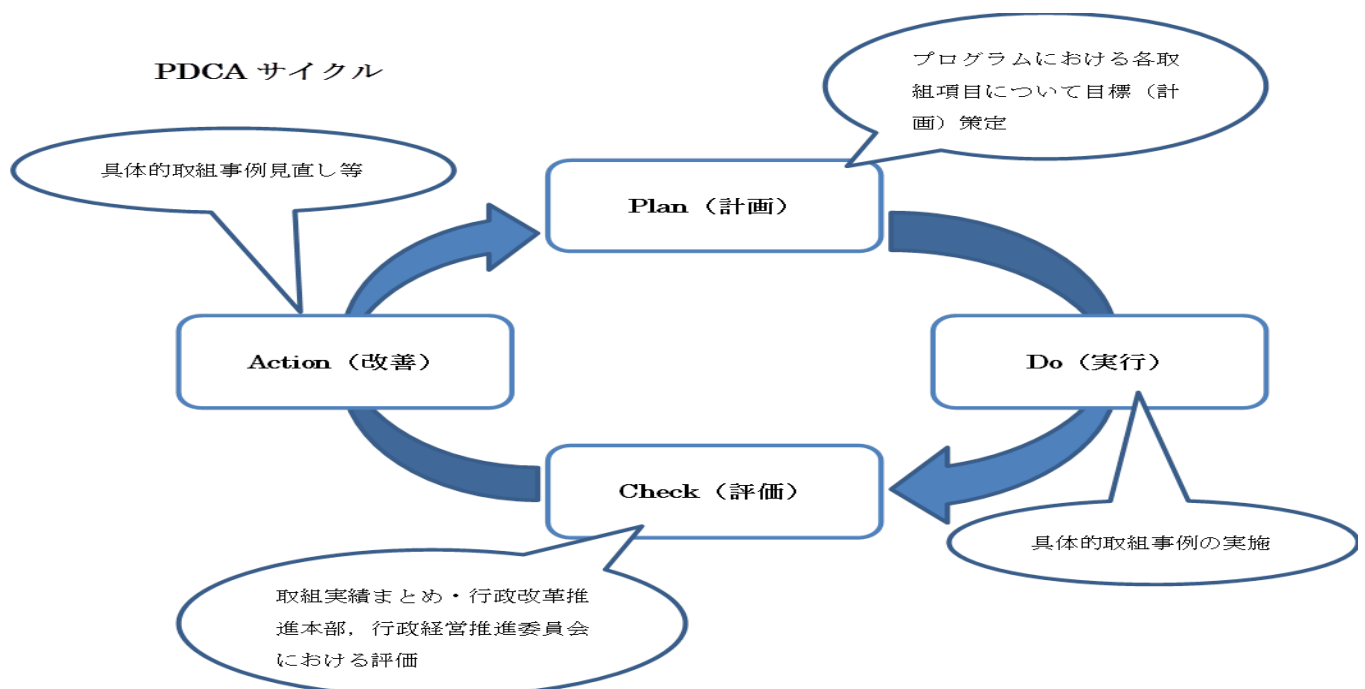 PDCA サイクル
プログラムにおける各取
組項目について目標（計
画）策定
具体的取組事例見直し等
Plan（計画）
Action（改善）
Do（実行）
Check（評価）
具体的取組事例の実施
取組実績まとめ・行政改革推
進本部，行政経営推進委員会
における評価